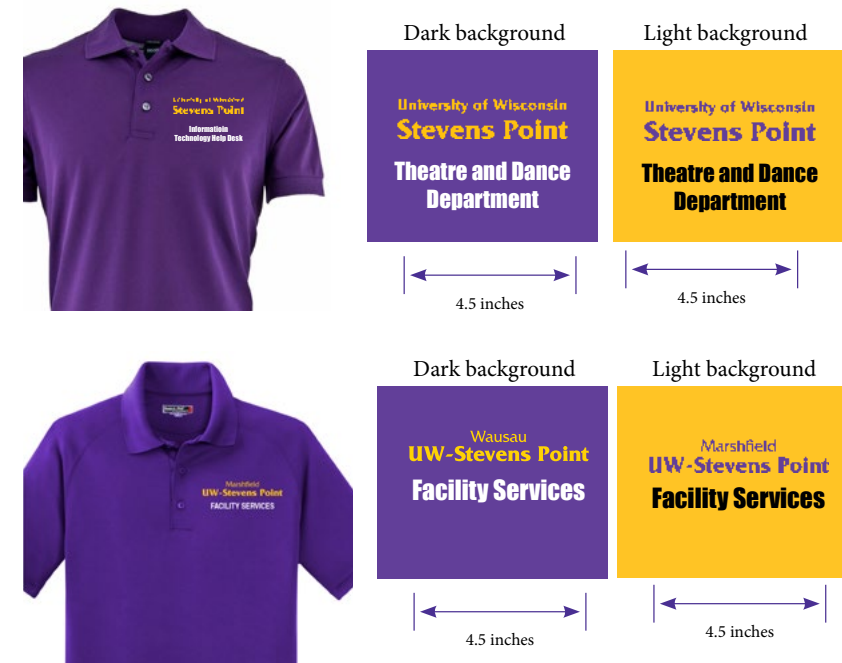 Dark background
Light background
University of Wisconsin
Stevens Point
Informatioin
Technology Help Desk
University of Wisconsin
Stevens Point
Theatre and Dance
Department
University of Wisconsin
Stevens Point
Theatre and Dance
Department
4.5 inches
4.5 inches
Dark background
Light background
Marshfield
UW-Stevens Point
FACILITY SERVICES
Wausau
UW-Stevens Point
Facility Services
Marshfield
UW-Stevens Point
Facility Services
4.5 inches
4.5 inches